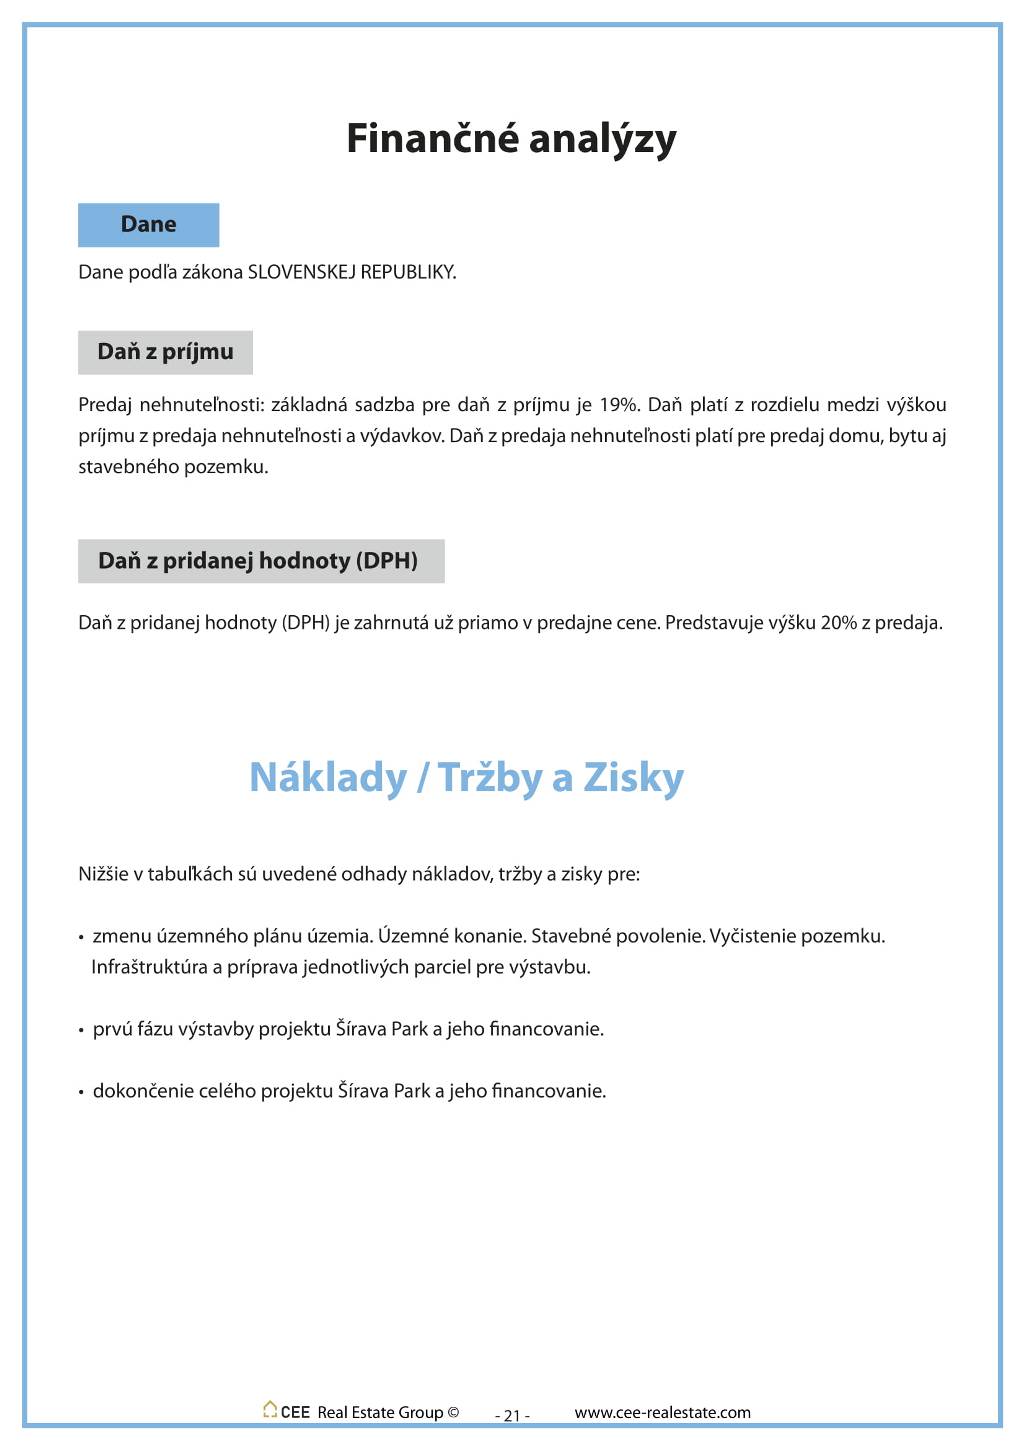 Finančné analýzy
Dane
Dane podľa zákona SLOVENSKEJ REPUBLIKY.
Daň z príjmu
Predaj nehnuteľnosti: základná sadzba pre daň z príjmu je 19%. Daň platí z rozdielu medzi výškou
príjmu z predaja nehnuteľnosti a výdavkov. Daň z predaja nehnuteľnosti platí pre predaj domu, bytu aj
stavebného pozemku.
Daň z pridanej hodnoty (DPH)
Daň z pridanej hodnoty (DPH) je zahrnutá už priamo v predajne cene. Predstavuje výšku 20% z predaja.
Náklady / Tržby a Zisky
Nižšie v tabuľkách sú uvedené odhady nákladov, tržby a zisky pre:
• zmenu územného plánu územia. Územné konanie. Stavebné povolenie. Vyčistenie pozemku.
Infraštruktúra a príprava jednotlivých parciel pre výstavbu.
• prvú fázu výstavby projektu Šírava Park a jeho financovanie.
• dokončenie celého projektu Šírava Park a jeho financovanie.
CEE Real Estate Group © - 21 - www.cee-realestate.com